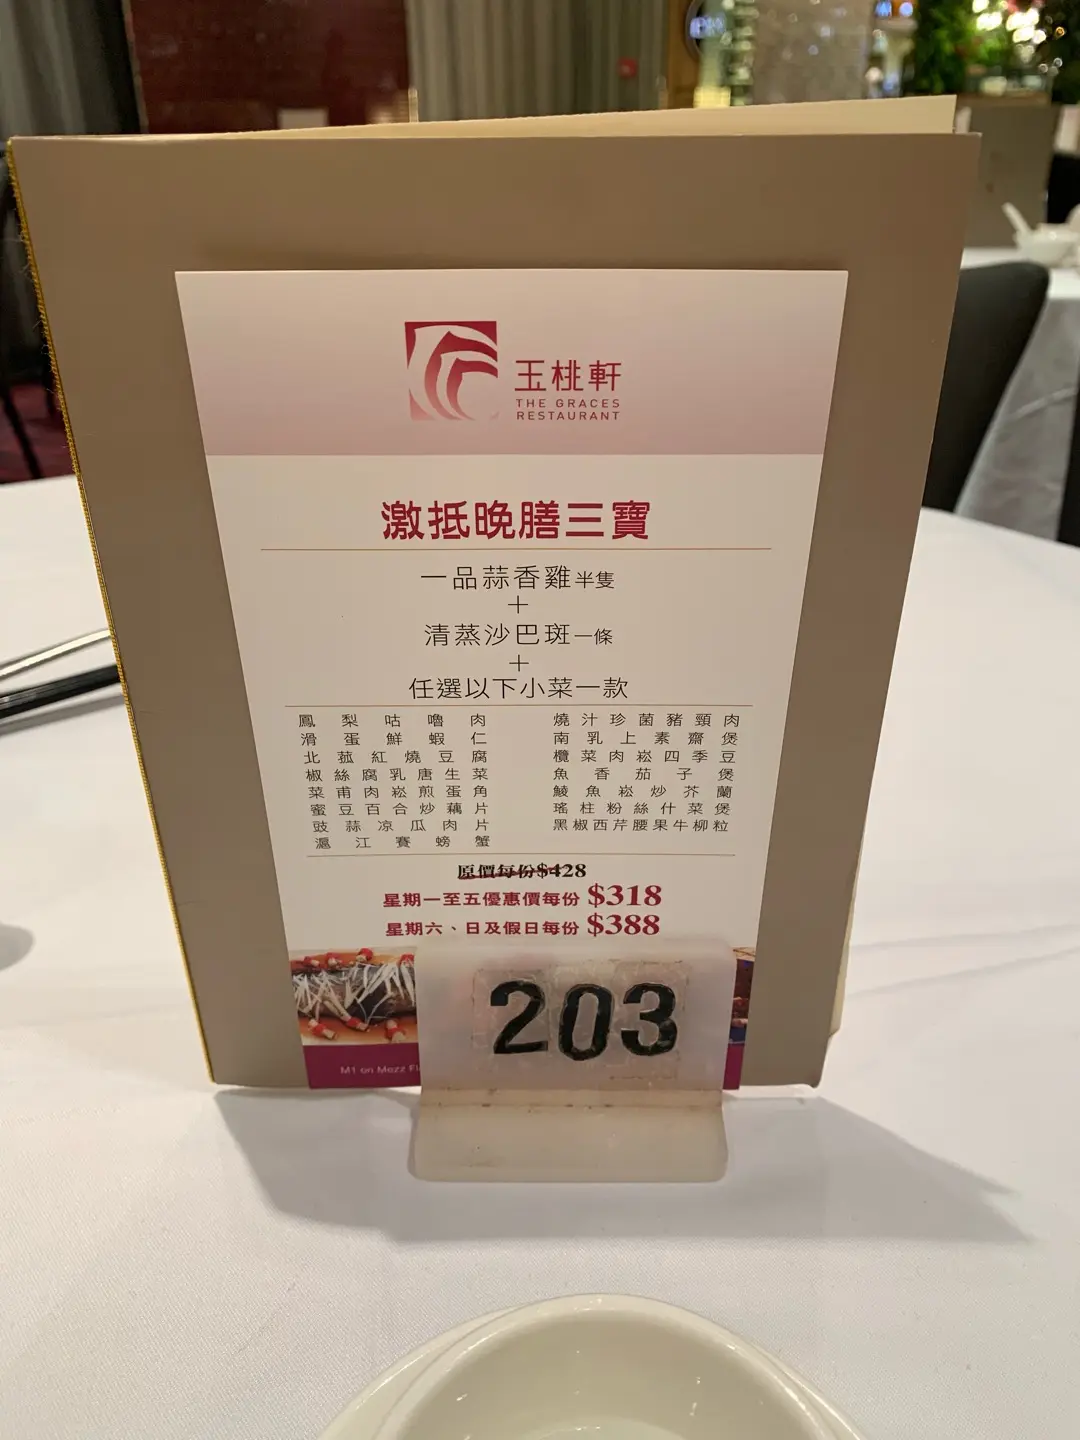 玉桃軒
THE GRACES
RESTAURANT
激抵晚膳三寶
一品蒜香雞半隻
+
清蒸沙巴斑一條
+
任選以下小菜一款
鳳梨咕嚕肉
滑蛋鮮蝦仁
北菰紅燒豆腐
椒絲腐乳唐生菜
菜甫肉崧煎蛋角
蜜豆百合炒藕片
豉蒜凉瓜肉片
滬江賽螃蟹
燒汁珍菌豬頸肉
南乳上素齋煲
欖菜肉崧四季豆
魚香茄子煲
鯪魚崧炒芥蘭
瑤柱粉絲什菜煲
黑椒西芹腰果牛柳粒
原價每份$428
星期一至五優惠價每份 $318
星期六、日及假日每份 $388
203
M1 on Mezz